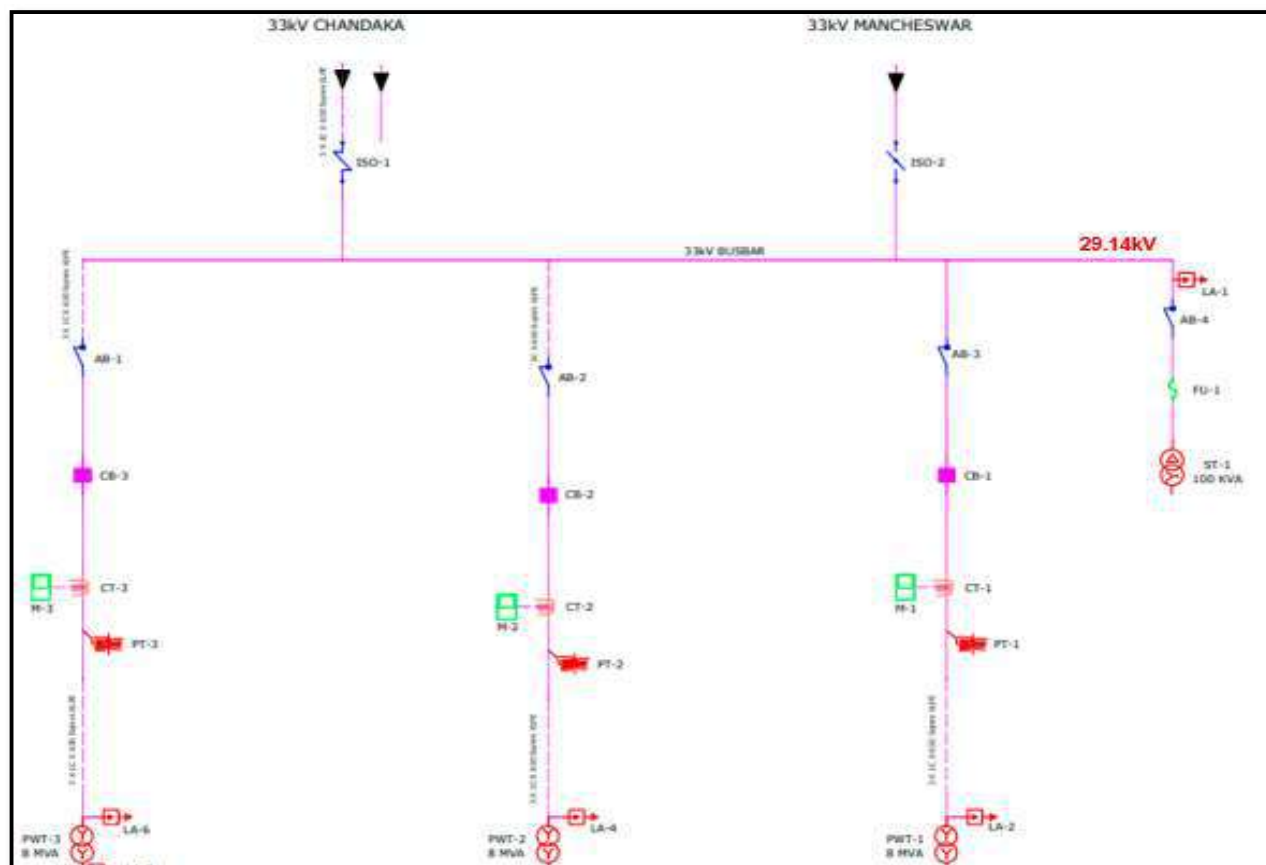 33kV CHANDAKA
33kV MANCHESWAR
ISO-1
ISO-2
33kV BUSBAR
29.14kV
LA-1
AB-4
AB-1
AB-2
AB-3
FU-1
CB-3
CB-2
CB-1
ST-1
100 KVA
CT-3
M-3
CT-2
M-2
CT-1
M-1
PT-3
PT-2
PT-1
LA-6
LA-4
LA-2
PWT-3
8 MVA
PWT-2
8 MVA
PWT-1
8 MVA